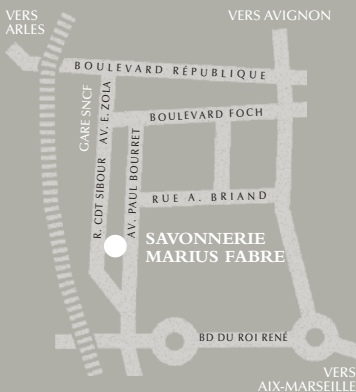 VERS
ARLES
VERS AVIGNON
BOULEVARD RÉPUBLIQUE
GARE SNCF
AV. E. ZOLA
BOULEVARD FOCH
R. CDT SIBOUR
AV. PAUL BOURRET
RUE A. BRIAND
SAVONNERIE
MARIUS FABRE
BD DU ROI RENÉ
VERS
AIX-MARSEILLE